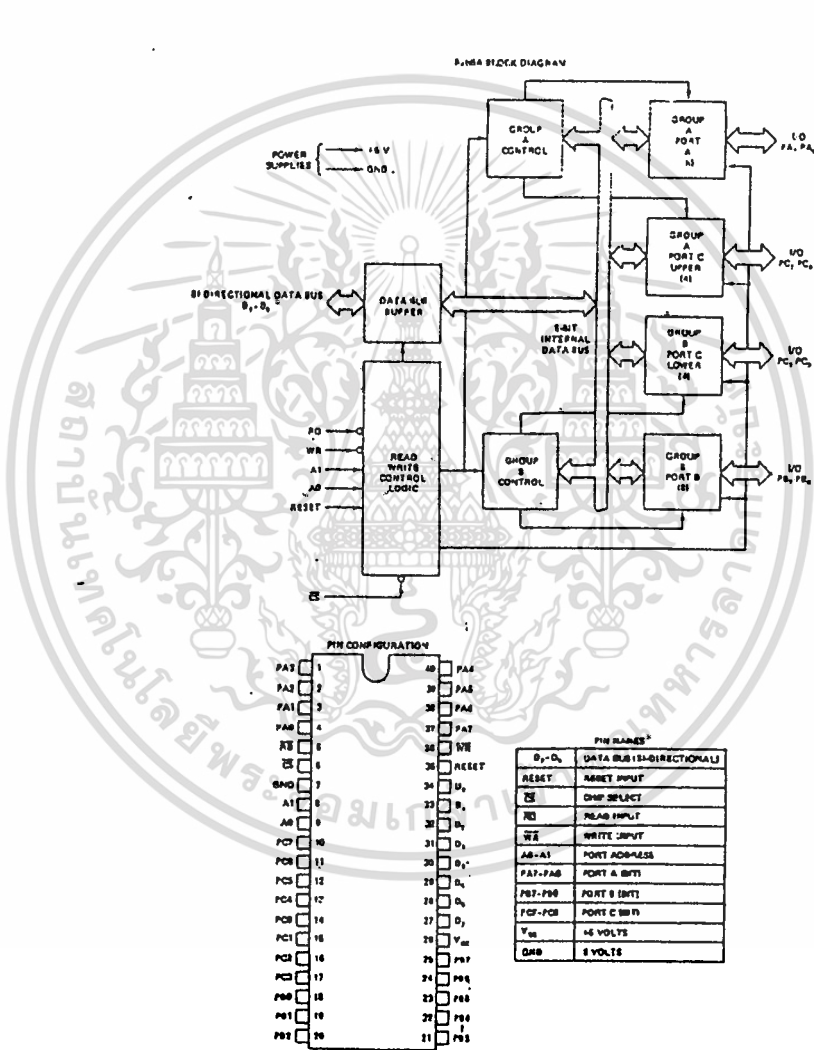 BLOCK DIAGRAM
POWER SUPPLIES
+5 V
GND
GROUP A CONTROL
GROUP A PORT A
I/O
GROUP A PORT C UPPER (4)
I/O
PC7 PC4
BI DIRECTIONAL DATA BUS
D7-D0
DATA BUS BUFFER
8-BIT INTERNAL DATA BUS
GROUP B PORT C LOWER (4)
I/O
PC3 PC0
RD
WR
A1
A0
RESET
READ WRITE CONTROL LOGIC
GROUP B CONTROL
GROUP B PORT B (8)
I/O
PB7 PB0
CS
PIN CONFIGURATION
PA3 1
PA2 2
PA1 3
PA0 4
RD 5
CS 6
GND 7
A1 8
A0 9
PC7 10
PC6 11
PC5 12
PC4 13
PC0 14
PC1 15
PC2 16
PC3 17
PB0 18
PB1 19
PB2 20
40 PA4
39 PA5
38 PA6
37 PA7
36 WR
35 RESET
34 D0
33
32
31 D3
30
29 D5
28 D6
27 D7
26 Vcc
25 PB7
24 PB6
23 PB5
22 PB4
21 PB3
PIN NAMES
D7-D0 DATA BUS (BI-DIRECTIONAL)
RESET RESET INPUT
CS CHIP SELECT
RD READ INPUT
WR WRITE INPUT
A0-A1 PORT ADDRESS
PA7-PA0 PORT A (BIT)
PB7-PB0 PORT B (BIT)
PC7-PC0 PORT C (BIT)
Vcc +5 VOLTS
GND 0 VOLTS